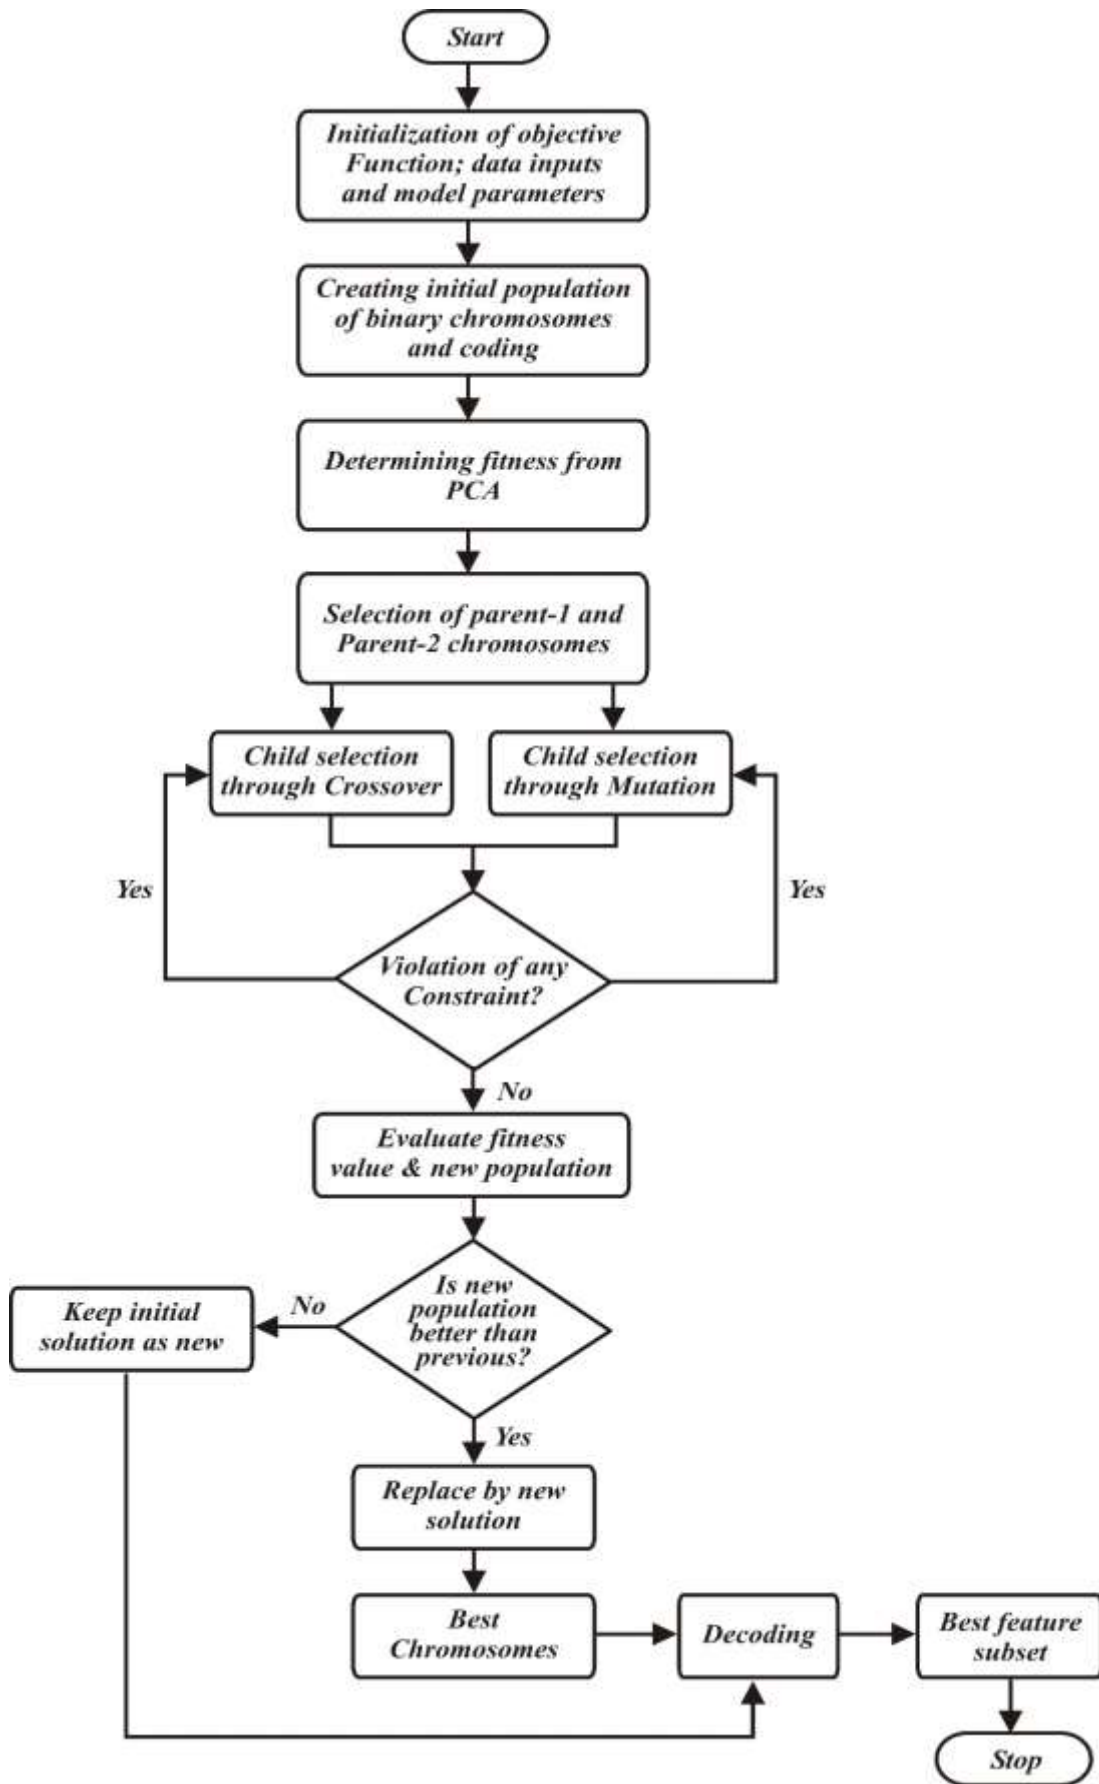 Start
Initialization of objective
Function; data inputs
and model parameters
Creating initial population
of binary chromosomes
and coding
Determining fitness from
PCA
Selection of parent-1 and
Parent-2 chromosomes
Child selection
through Crossover
Child selection
through Mutation
Yes
Yes
Violation of any
Constraint?
No
Evaluate fitness
value & new population
Is new
population
better than
previous?
No
Keep initial
solution as new
Yes
Replace by new
solution
Best
Chromosomes
Decoding
Best feature
subset
Stop